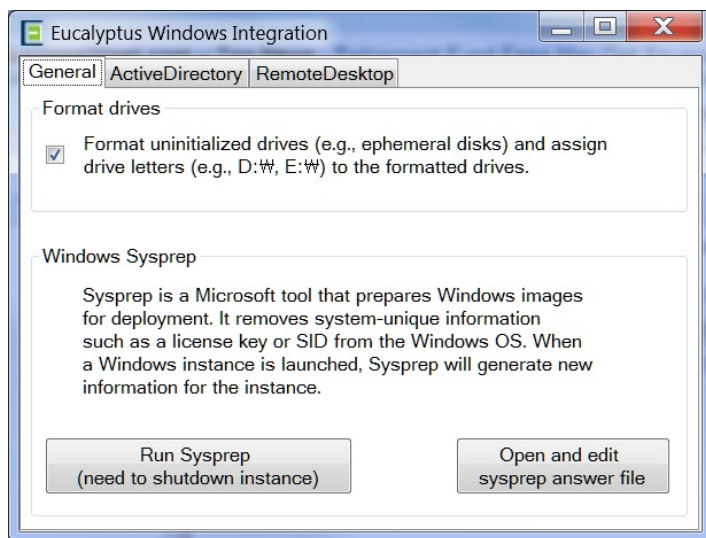 Eucalyptus Windows Integration
General ActiveDirectory RemoteDesktop
Format drives
Format uninitialized drives (e.g., ephemeral disks) and assign
drive letters (e.g., D:₩, E:₩) to the formatted drives.
Windows Sysprep
Sysprep is a Microsoft tool that prepares Windows images
for deployment. It removes system-unique information
such as a license key or SID from the Windows OS. When
a Windows instance is launched, Sysprep will generate new
information for the instance.
Run Sysprep
(need to shutdown instance)
Open and edit
sysprep answer file